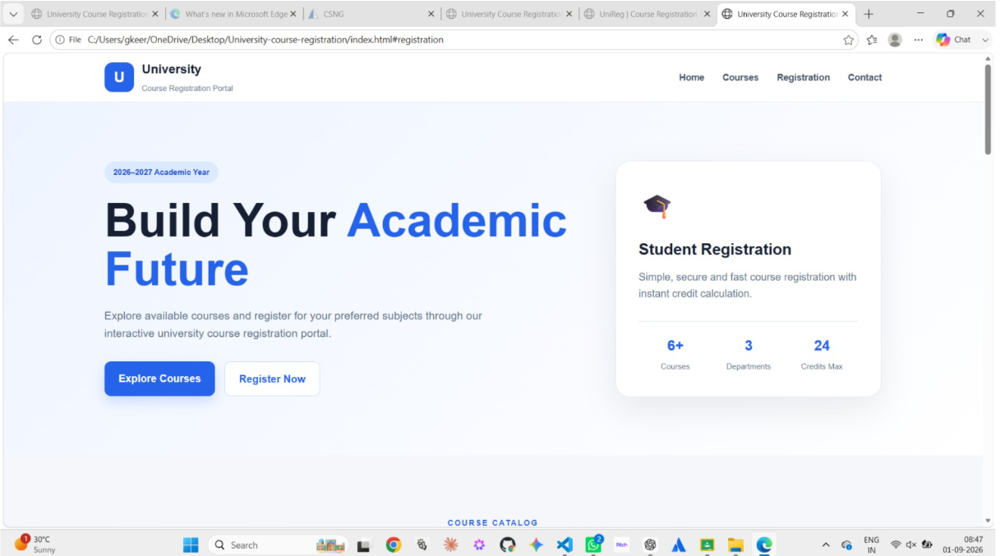 University Course Registration
What's new in Microsoft Edge
CSNG
University Course Registration
UniReg | Course Registration
University Course Registration
File C:/Users/gkeer/OneDrive/Desktop/University-course-registration/index.html#registration
Chat
U
University
Course Registration Portal
Home Courses Registration Contact
2026–2027 Academic Year
Build Your Academic
Future
Explore available courses and register for your preferred subjects through our
interactive university course registration portal.
Explore Courses
Register Now
Student Registration
Simple, secure and fast course registration with
instant credit calculation.
6+ 3 24
Courses Departments Credits Max
COURSE CATALOG
1
30°C
Sunny
Search
2
Pitch
ENG
IN
08:47
01-09-2026